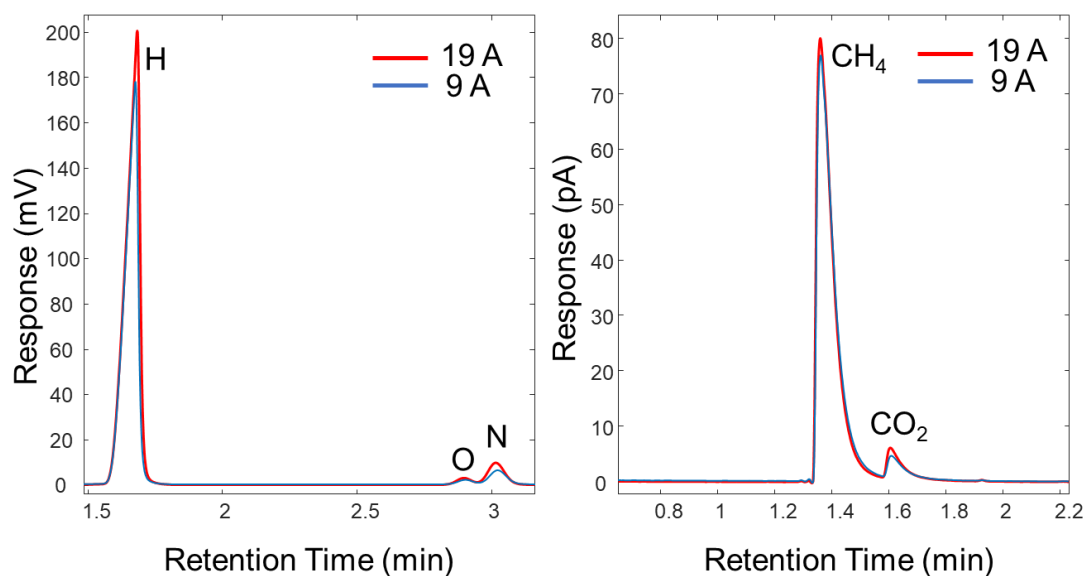 200
180
160
140
120
100
80
60
40
20
0
Response (mV)
H
19 A
9 A
O
N
1.5
2
2.5
3
Retention Time (min)
80
70
60
50
40
30
20
10
0
Response (pA)
CH₄
19 A
9 A
CO₂
0.8
1
1.2
1.4
1.6
1.8
2
2.2
Retention Time (min)